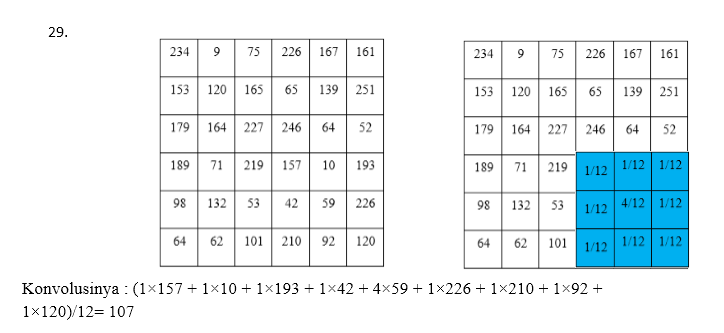 29.
234 9 75 226 167 161
153 120 165 65 139 251
179 164 227 246 64 52
189 71 219 157 10 193
98 132 53 42 59 226
64 62 101 210 92 120
234 9 75 226 167 161
153 120 165 65 139 251
179 164 227 246 64 52
189 71 219 1/12 1/12 1/12
98 132 53 1/12 4/12 1/12
64 62 101 1/12 1/12 1/12
Konvolusinya : (1×157 + 1×10 + 1×193 + 1×42 + 4×59 + 1×226 + 1×210 + 1×92 +
1×120)/12= 107